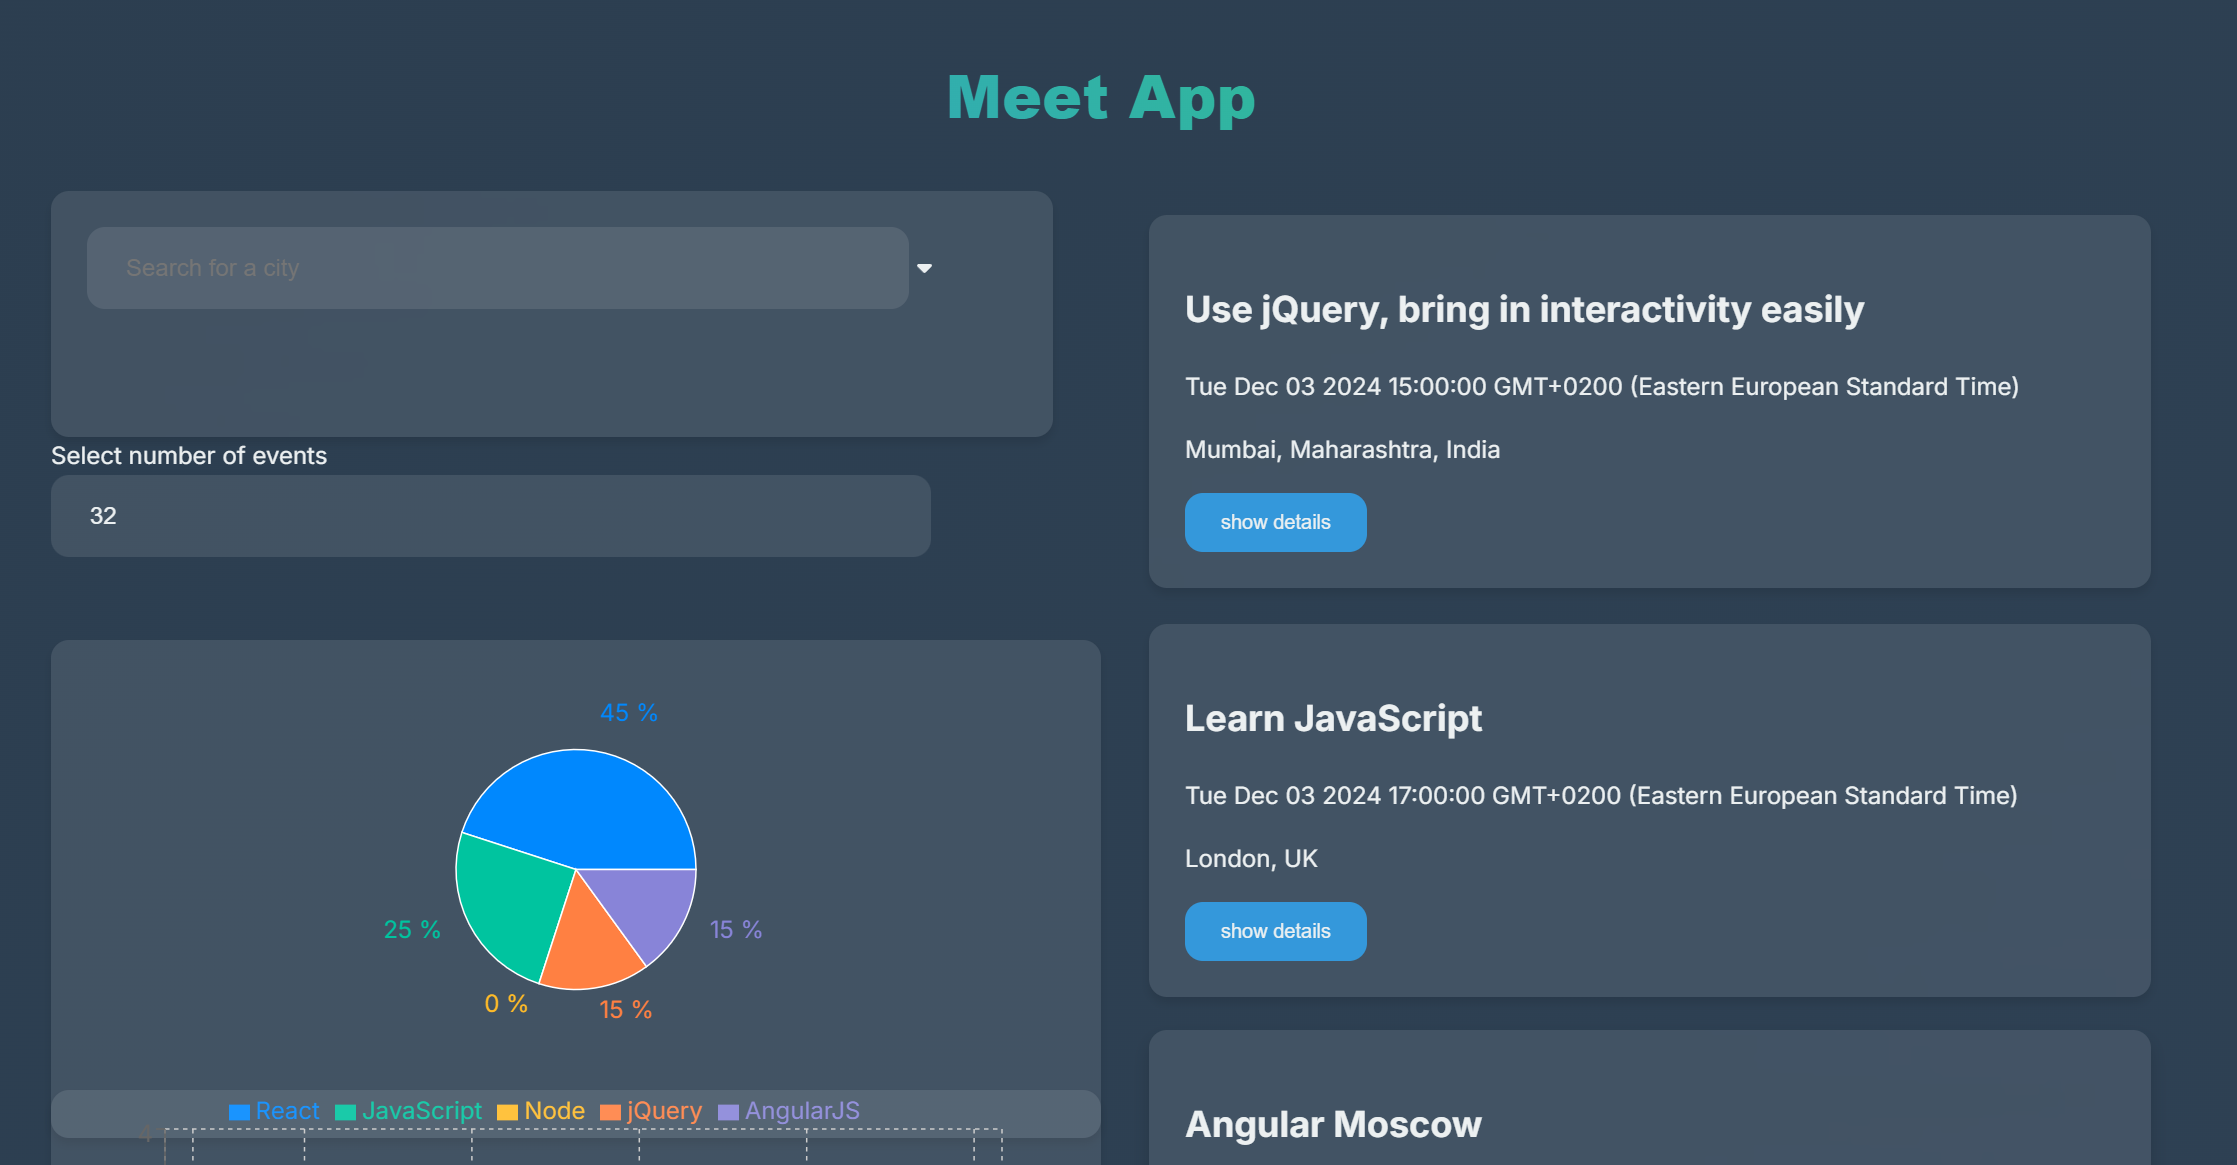 Meet App
Search for a city
Select number of events
32
45 %
25 %
15 %
0 %
15 %
React JavaScript Node jQuery AngularJS
4
Use jQuery, bring in interactivity easily
Tue Dec 03 2024 15:00:00 GMT+0200 (Eastern European Standard Time)
Mumbai, Maharashtra, India
show details
Learn JavaScript
Tue Dec 03 2024 17:00:00 GMT+0200 (Eastern European Standard Time)
London, UK
show details
Angular Moscow